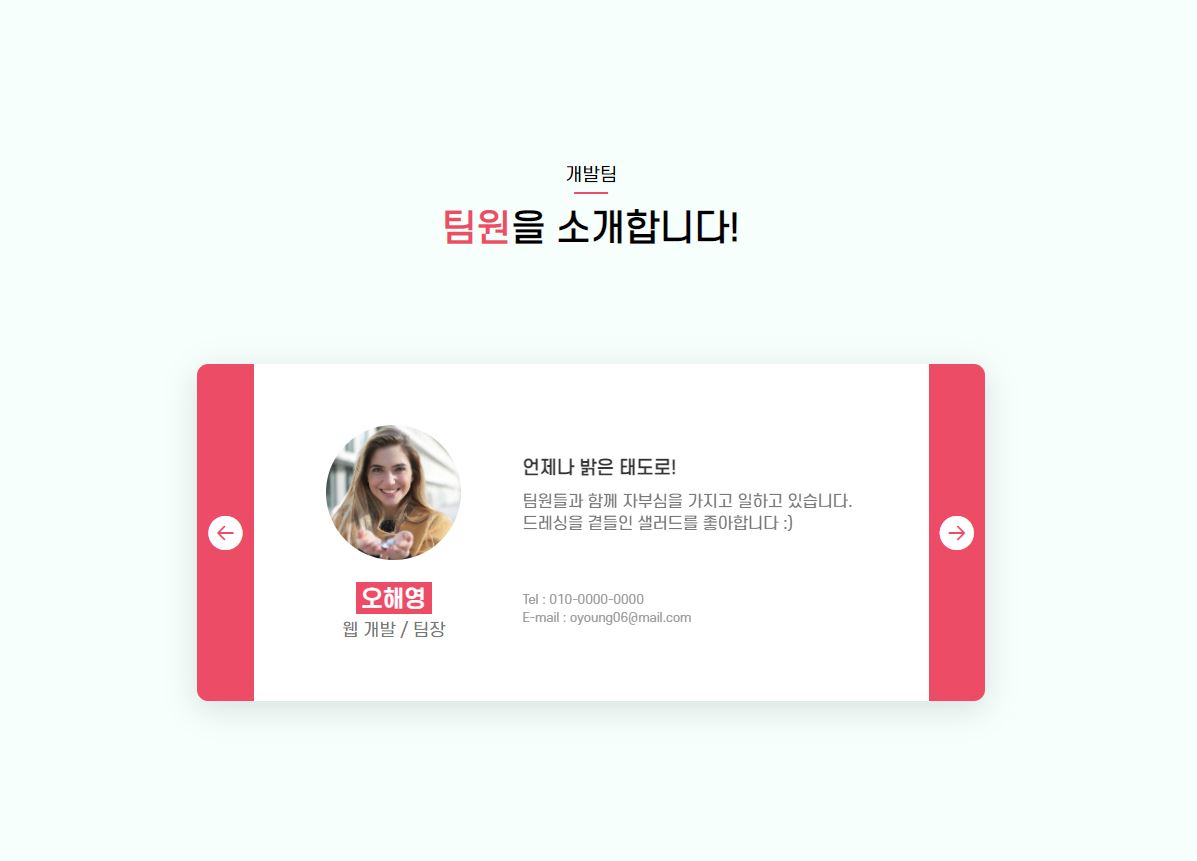 개발팀
팀원을 소개합니다!
언제나 밝은 태도로!
팀원들과 함께 자부심을 가지고 일하고 있습니다.
드레싱을 곁들인 샐러드를 좋아합니다 :)
오해영
웹 개발 / 팀장
Tel : 010-0000-0000
E-mail : oyoung06@mail.com